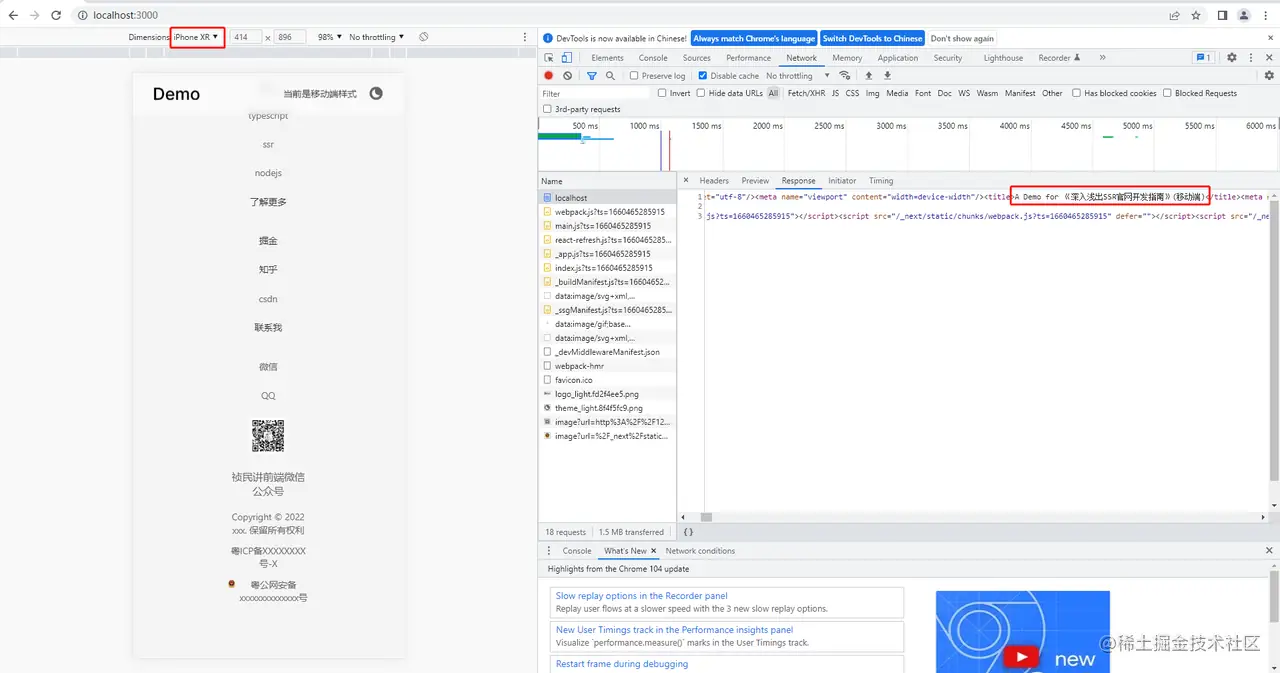 localhost:3000
Dimensions: iPhone XR ▼ 414 × 896 98% ▼ No throttling ▼
Demo 当前是移动端样式
typescript
ssr
nodejs
了解更多
掘金
知乎
csdn
联系我
微信
QQ
祯民讲前端微信
公众号
Copyright © 2022
xxx. 保留所有权利
粤ICP备XXXXXXXX
号-X
粤公网安备
xxxxxxxxxxxxx号
DevTools is now available in Chinese! Always match Chrome's language Switch DevTools to Chinese Don't show again
Elements Console Sources Performance Network Memory Application Security Lighthouse Recorder » 1
Preserve log Disable cache No throttling ▼
Filter Invert Hide data URLs All Fetch/XHR JS CSS Img Media Font Doc WS Wasm Manifest Other Has blocked cookies Blocked Requests
3rd-party requests
500 ms 1000 ms 1500 ms 2000 ms 2500 ms 3000 ms 3500 ms 4000 ms 4500 ms 5000 ms 5500 ms 6000 ms
Name
localhost
webpack.js?ts=1660465285915
main.js?ts=1660465285915
react-refresh.js?ts=1660465285...
_app.js?ts=1660465285915
index.js?ts=1660465285915
_buildManifest.js?ts=16604652...
data:image/svg+xml,...
_ssgManifest.js?ts=1660465285...
data:image/gif;base...
data:image/svg+xml,...
_devMiddlewareManifest.json
webpack-hmr
favicon.ico
logo_light.fd2f4ee5.png
theme_light.8f4f5fc9.png
image?url=http%3A%2F%2F12...
image?url=%2F_next%2Fstatic...
18 requests 1.5 MB transferred
× Headers Preview Response Initiator Timing
1 et="utf-8"/><meta name="viewport" content="width=device-width"/><title>A Demo for 《深入浅出SSR官网开发指南》(移动端)</title><meta
2
3 js?ts=1660465285915"></script><script src="/_next/static/chunks/webpack.js?ts=1660465285915" defer=""></script><script src="/_ne
{}
Console What's New × Network conditions
Highlights from the Chrome 104 update
Slow replay options in the Recorder panel
Replay user flows at a slower speed with the 3 new slow replay options.
New User Timings track in the Performance insights panel
Visualize `performance.measure()` marks in the User Timings track.
Restart frame during debugging
new
@稀土掘金技术社区